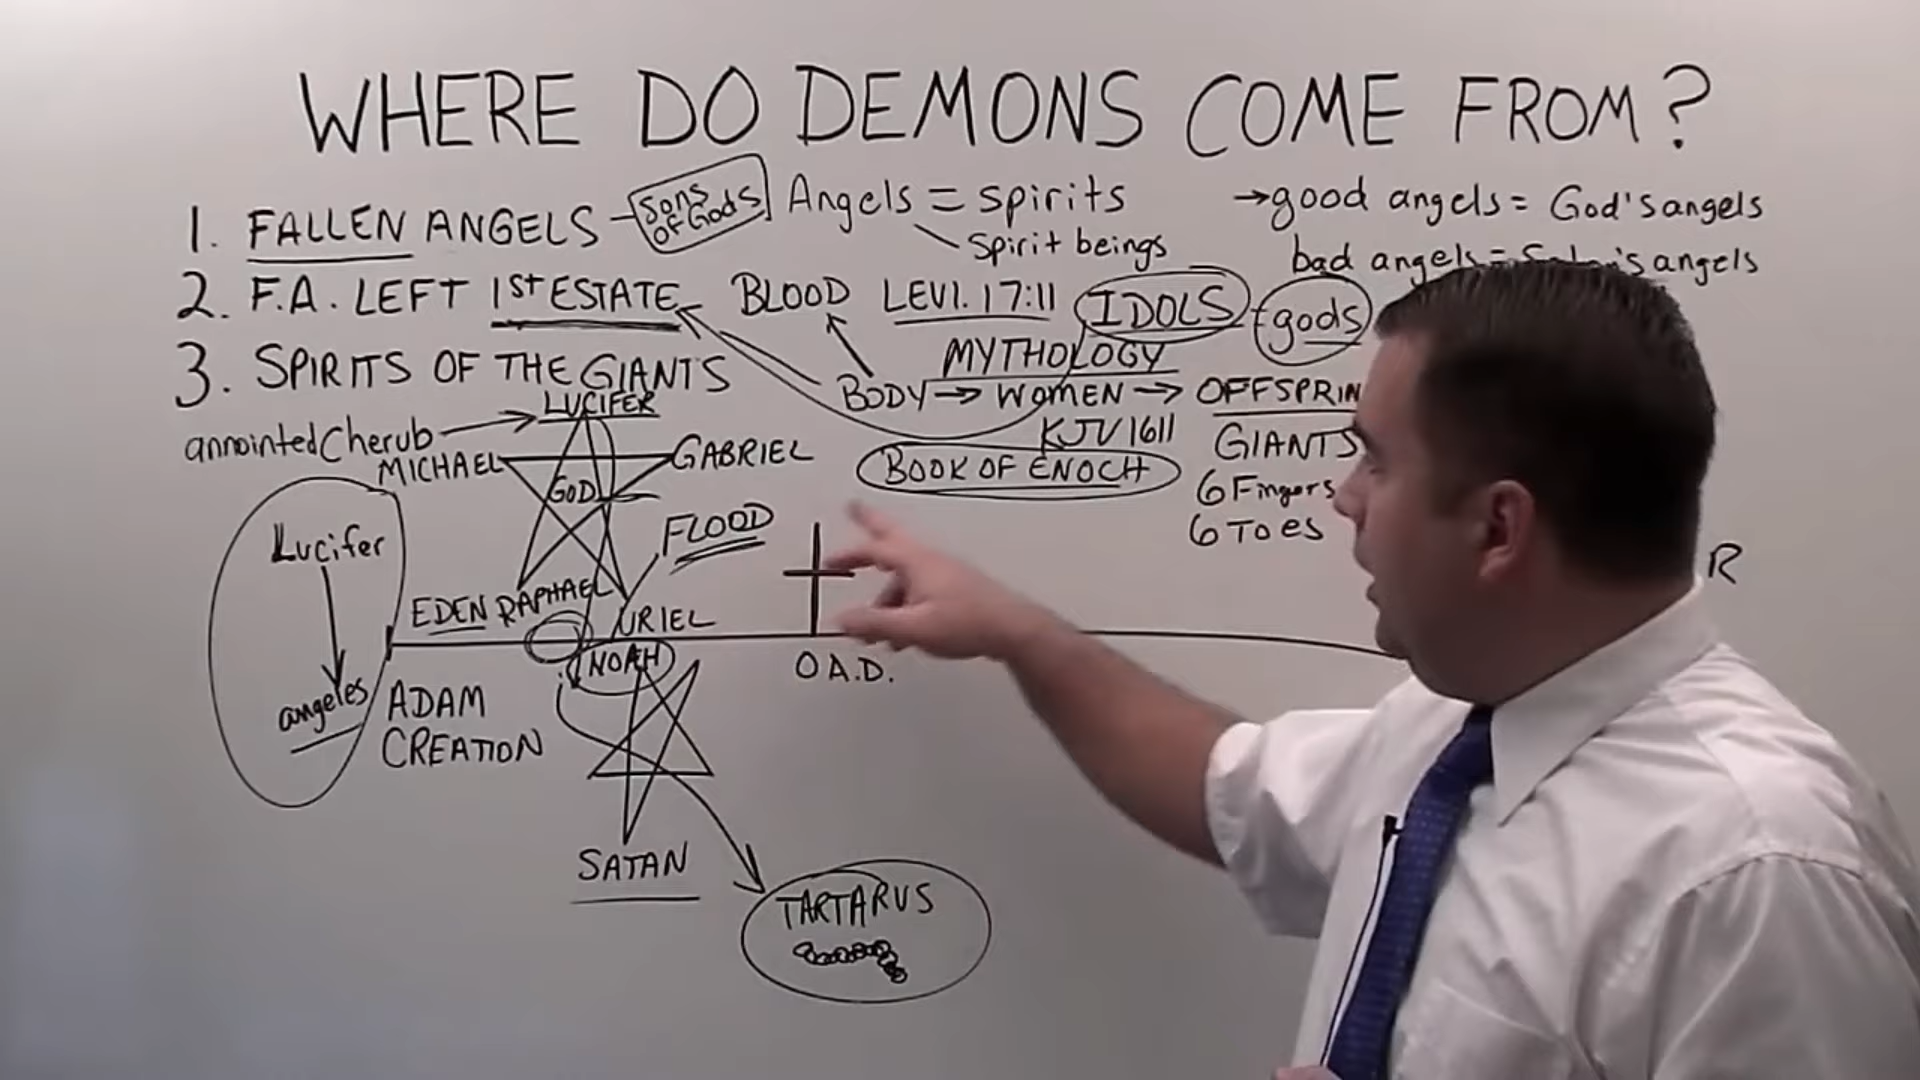 WHERE DO DEMONS COME FROM?
1. FALLEN ANGELS
SONS
OF GODS
Angels = spirits
spirit beings
→good angels = God's angels
bad angels = Satan's angels
2. F.A. LEFT 1ST ESTATE
BLOOD LEVI. 17:11
IDOLS
gods
MYTHOLOGY
3. SPIRITS OF THE GIANTS
BODY → WOMEN → OFFSPRIN
KJV 1611
GIANTS
BOOK OF ENOCH
6 Fingers
6 Toes
LUCIFER
annointed Cherub
MICHAEL
GABRIEL
GOD
FLOOD
Lucifer
angeles
EDEN
RAPHAEL
URIEL
NOAH
O A.D.
R
ADAM
CREATION
SATAN
TARTARUS